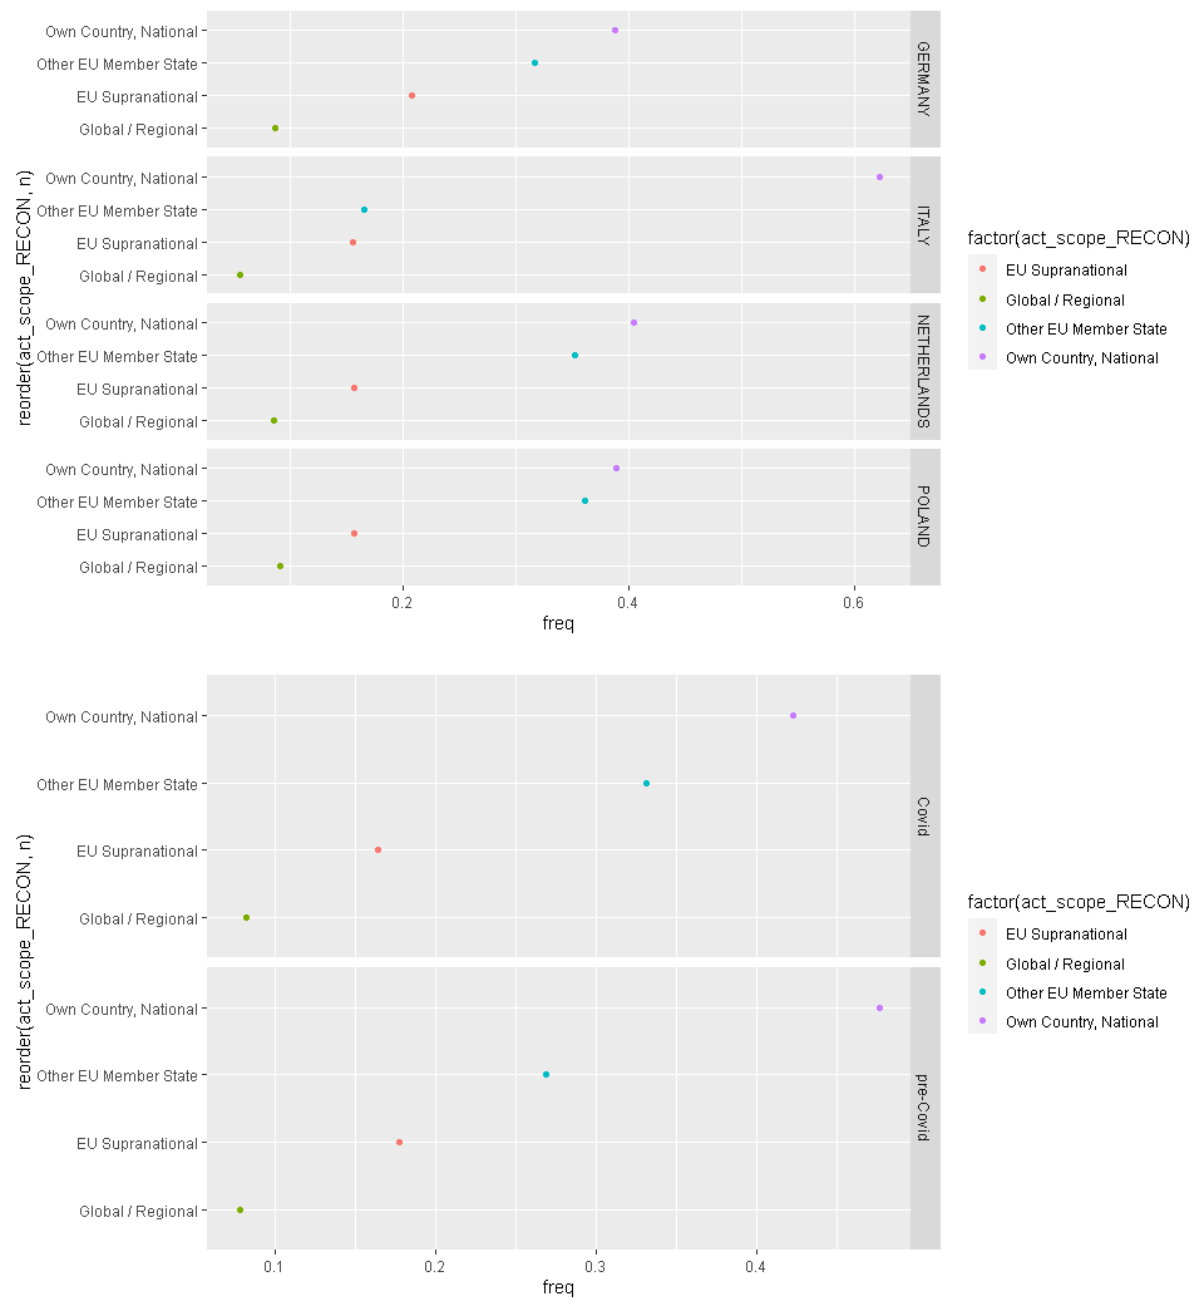 Own Country, National
Other EU Member State
EU Supranational
Global / Regional
GERMANY
Own Country, National
Other EU Member State
EU Supranational
Global / Regional
ITALY
Own Country, National
Other EU Member State
EU Supranational
Global / Regional
NETHERLANDS
Own Country, National
Other EU Member State
EU Supranational
Global / Regional
POLAND
reorder(act_scope_RECON, n)
0.2 0.4 0.6
freq
factor(act_scope_RECON)
EU Supranational
Global / Regional
Other EU Member State
Own Country, National
Own Country, National
Other EU Member State
EU Supranational
Global / Regional
Covid
Own Country, National
Other EU Member State
EU Supranational
Global / Regional
pre-Covid
reorder(act_scope_RECON, n)
0.1 0.2 0.3 0.4
freq
factor(act_scope_RECON)
EU Supranational
Global / Regional
Other EU Member State
Own Country, National